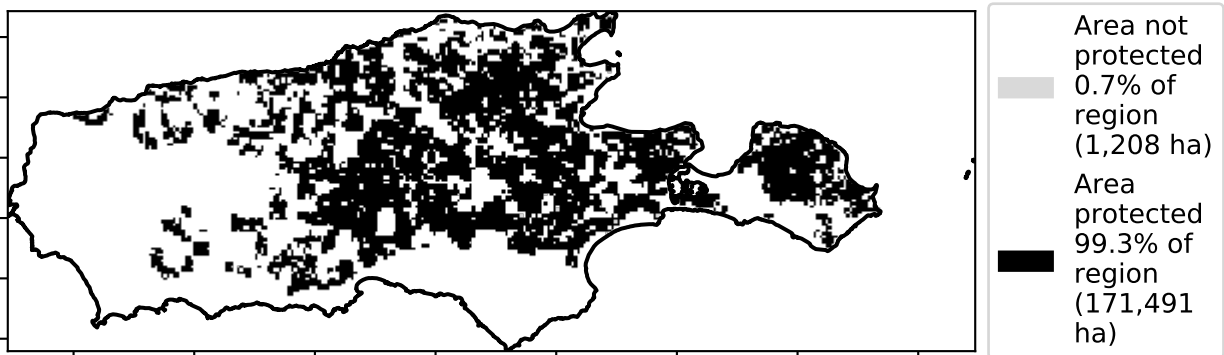 Area not
protected
0.7% of
region
(1,208 ha)
Area
protected
99.3% of
region
(171,491
ha)